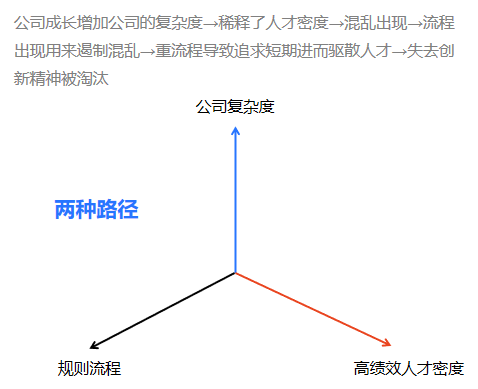 公司成长增加公司的复杂度→稀释了人才密度→混乱出现→流程
出现用来遏制混乱→重流程导致追求短期进而驱散人才→失去创
新精神被淘汰
公司复杂度
两种路径
规则流程
高绩效人才密度